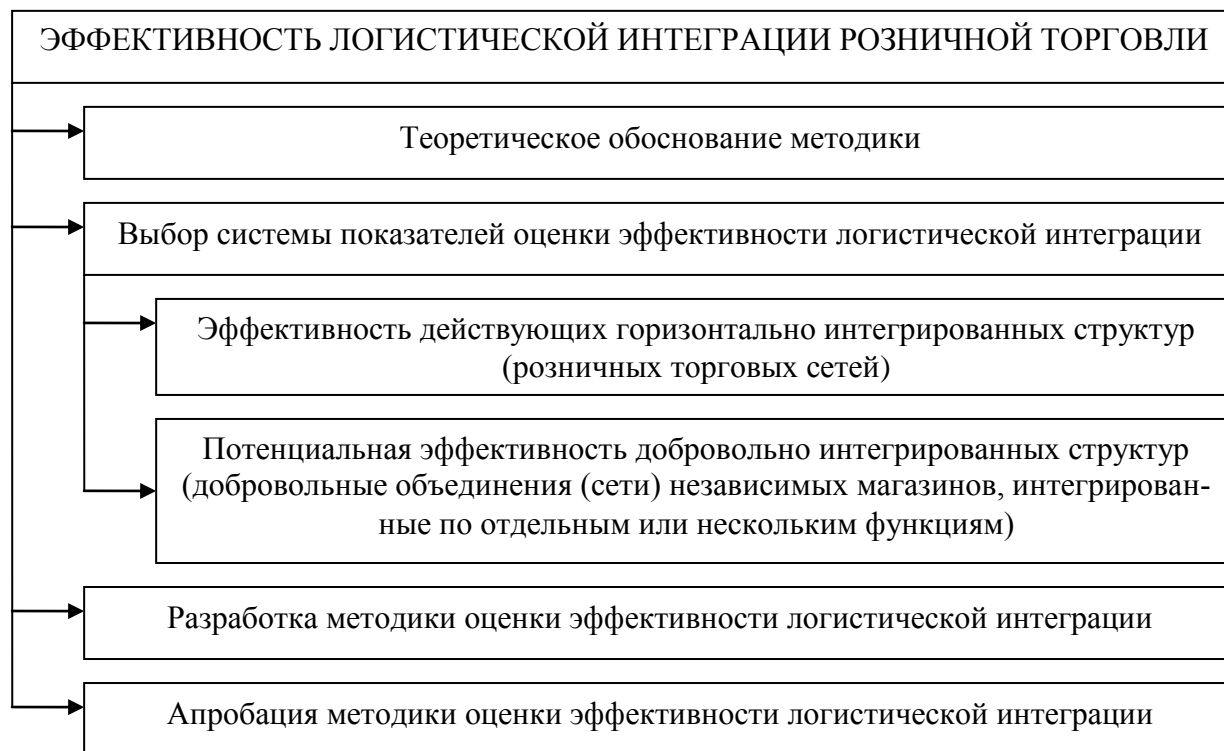 ЭФФЕКТИВНОСТЬ ЛОГИСТИЧЕСКОЙ ИНТЕГРАЦИИ РОЗНИЧНОЙ ТОРГОВЛИ
Теоретическое обоснование методики
Выбор системы показателей оценки эффективности логистической интеграции
Эффективность действующих горизонтально интегрированных структур
(розничных торговых сетей)
Потенциальная эффективность добровольно интегрированных структур
(добровольные объединения (сети) независимых магазинов, интегрирован-
ные по отдельным или нескольким функциям)
Разработка методики оценки эффективности логистической интеграции
Апробация методики оценки эффективности логистической интеграции